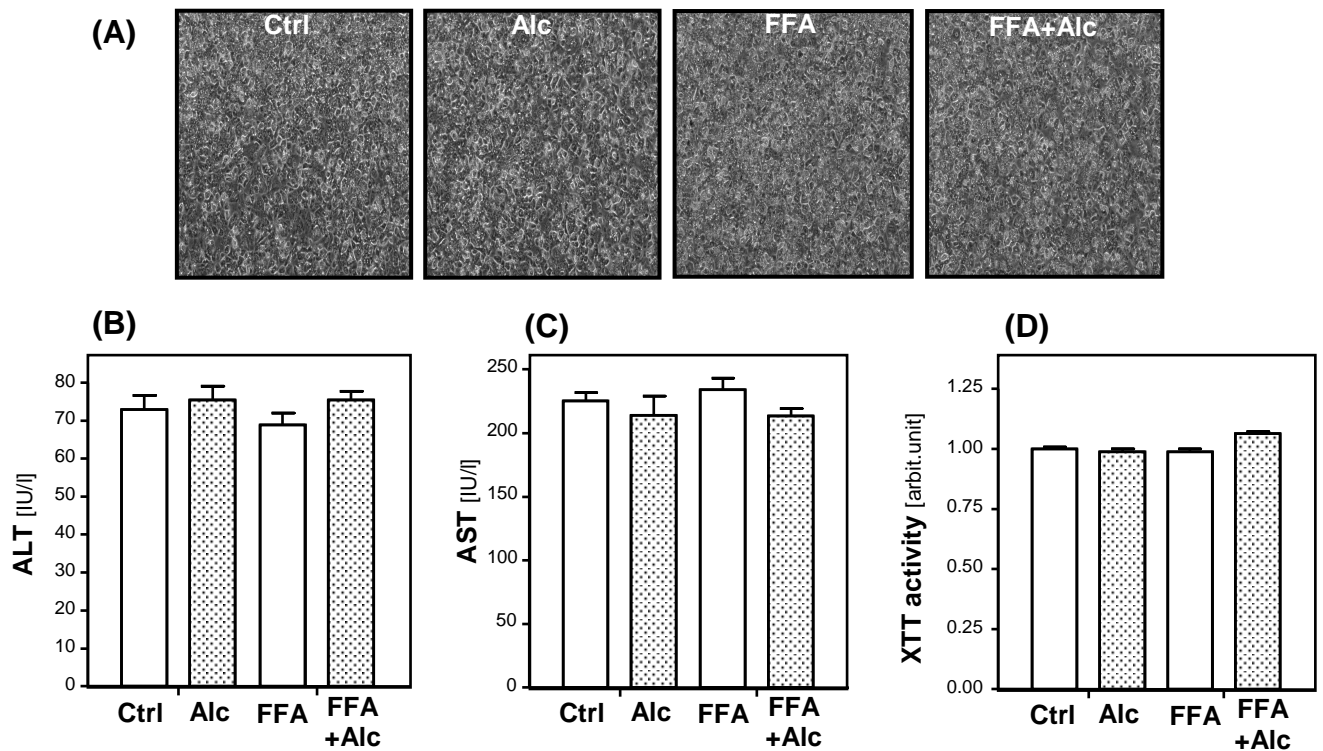 (A)
Ctrl
Alc
FFA
FFA+Alc
(B)
ALT [IU/l]
80
70
60
50
40
30
20
10
0
Ctrl
Alc
FFA
FFA
+Alc
(C)
AST [IU/l]
250
200
150
100
50
0
Ctrl
Alc
FFA
FFA
+Alc
(D)
XTT activity [arbit.unit]
1.25
1.00
0.75
0.50
0.25
0.00
Ctrl
Alc
FFA
FFA
+Alc